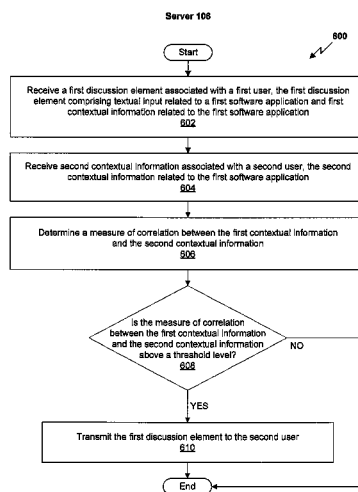 Server 106
600
Start
Receive a first discussion element associated with a first user, the first
discussion element comprising textual input related to a first software application and first
contextual information related to the first software application
602
Receive second contextual information associated with a second user, the second
contextual information related to the first software application
604
Determine a measure of correlation between the first contextual information
and the second contextual information
606
Is the measure of correlation
between the first contextual information
and the second contextual information
above a threshold level?
608
NO
YES
Transmit the first discussion element to the second user
610
End